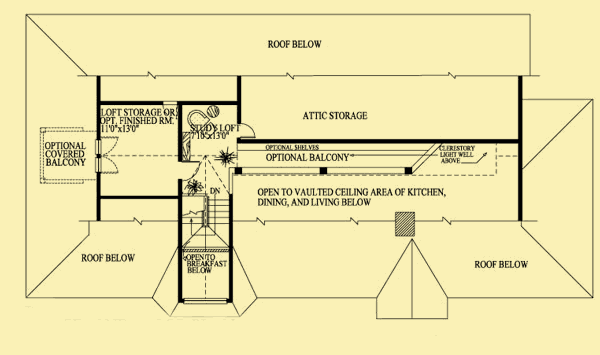 ROOF BELOW
LOFT STORAGE OR
OPT. FINISHED RM.
11'0"x13'0"
STUDY LOFT
7'10"x13'0"
ATTIC STORAGE
OPTIONAL
COVERED
BALCONY
OPTIONAL SHELVES
OPTIONAL BALCONY
CLERESTORY
LIGHT WELL
ABOVE
DN
OPEN TO VAULTED CEILING AREA OF KITCHEN,
DINING, AND LIVING BELOW
ROOF BELOW
OPEN TO
BREAKFAST
BELOW
ROOF BELOW